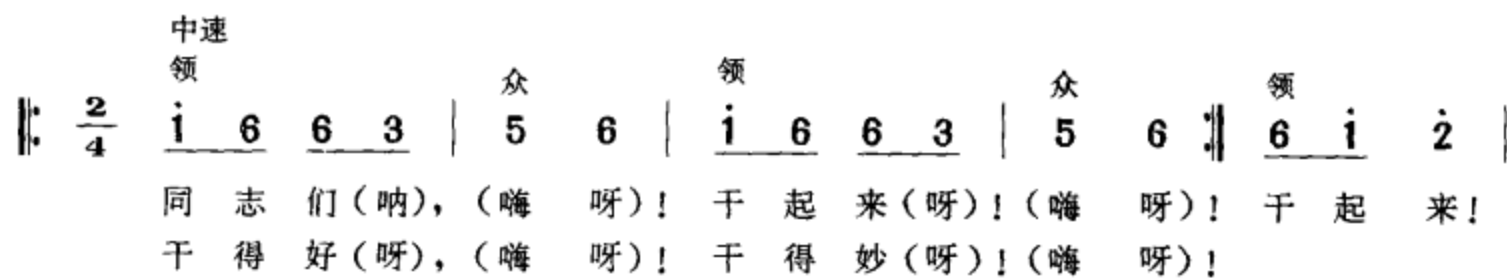 中速
领 众 领 众 领
2/4 i 6 6 3 | 5 6 | i 6 6 3 | 5 6 :‖ 6 i 2 |
同 志 们(呐),(嗨 呀)! 干 起 来(呀)!(嗨 呀)! 干 起 来!
干 得 好(呀),(嗨 呀)! 干 得 妙(呀)!(嗨 呀)!